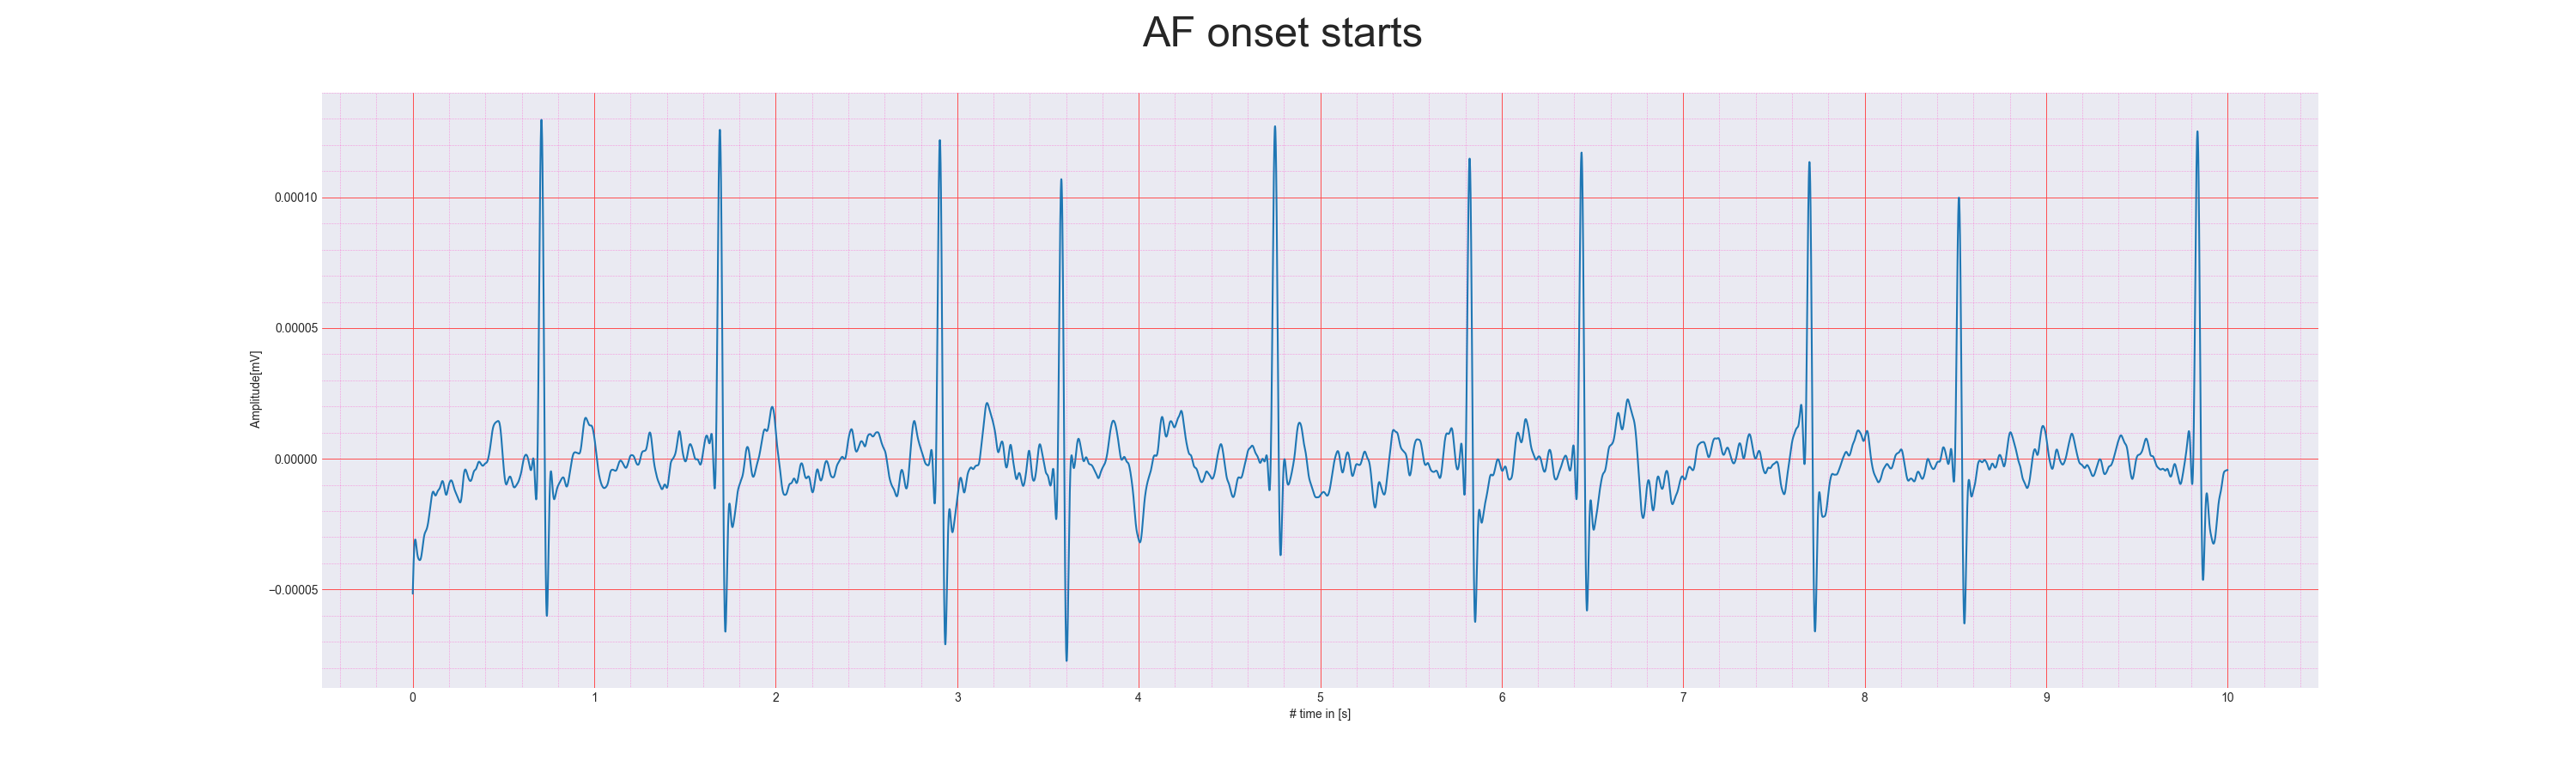 AF onset starts
0.00010
0.00005
0.00000
−0.00005
Amplitude[mV]
0 1 2 3 4 5 6 7 8 9 10
# time in [s]